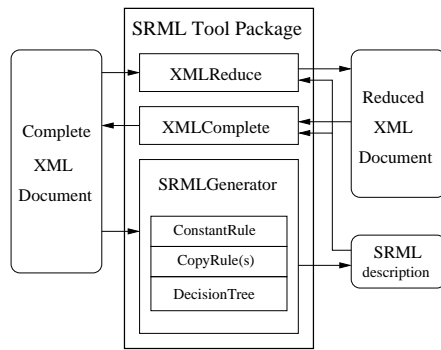 SRML Tool Package
Complete
XML
Document
XMLReduce
XMLComplete
SRMLGenerator
ConstantRule
CopyRule(s)
DecisionTree
Reduced
XML
Document
SRML
description